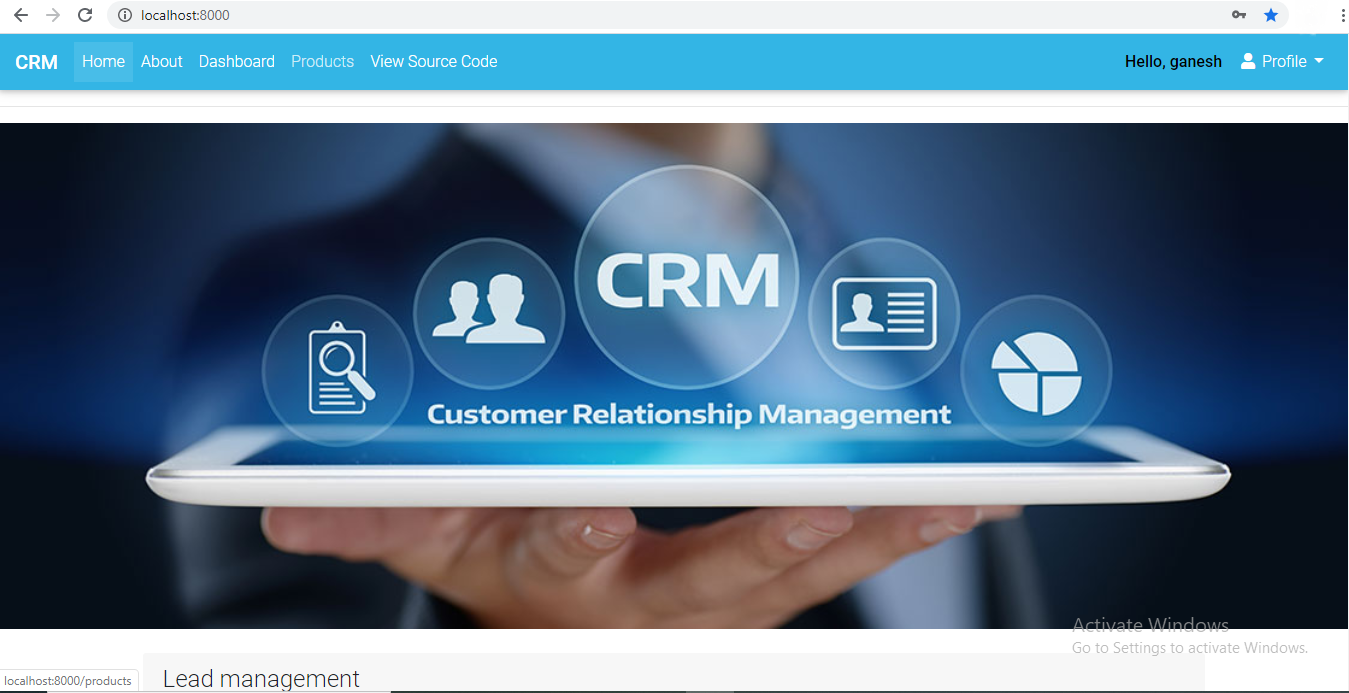 localhost:8000
CRM Home About Dashboard Products View Source Code Hello, ganesh Profile
CRM
Customer Relationship Management
Activate Windows
Go to Settings to activate Windows.
Lead management
localhost:8000/products